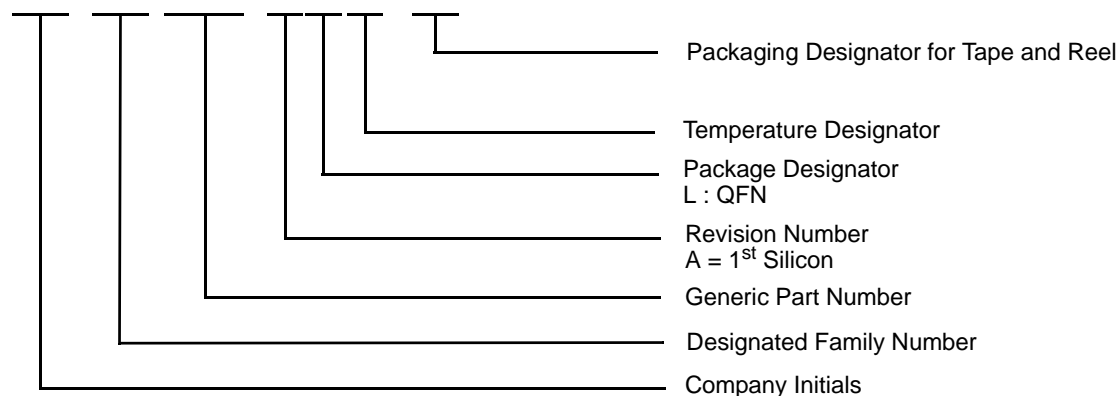 Packaging Designator for Tape and Reel
Temperature Designator
Package Designator
L : QFN
Revision Number
A = 1st Silicon
Generic Part Number
Designated Family Number
Company Initials